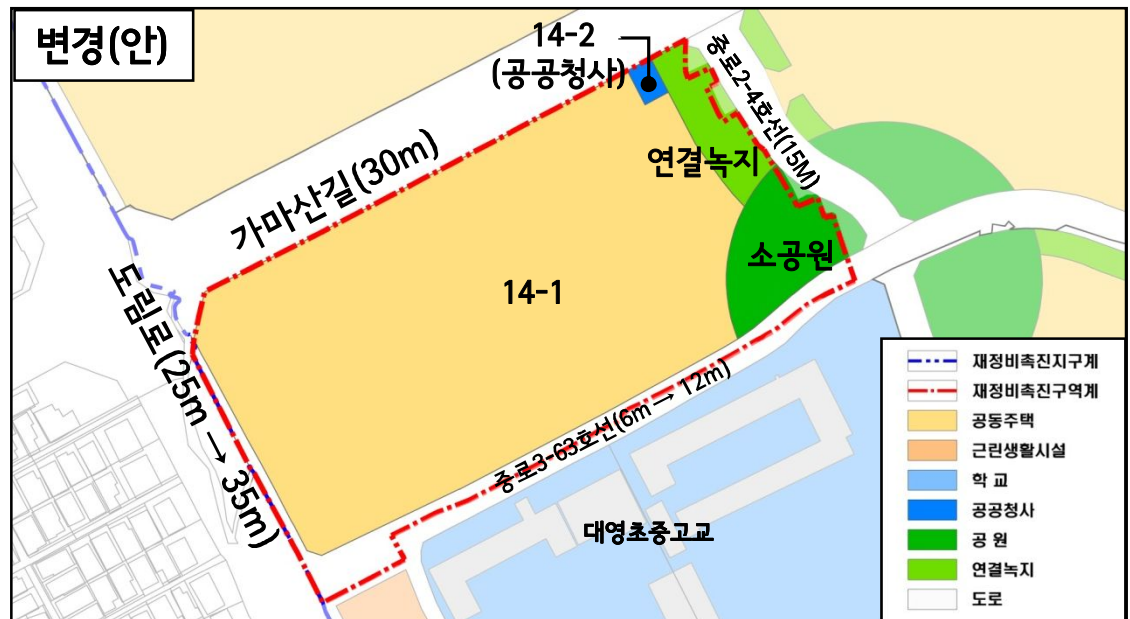 변경(안)
14-2
(공공청사)
중로2-4호선(15M)
연결녹지
가마산길(30m)
소공원
14-1
도림로(25m → 35m)
중로3-63호선(6m → 12m)
대영초중고교
재정비촉진지구계
재정비촉진구역계
공동주택
근린생활시설
학 교
공공청사
공 원
연결녹지
도로